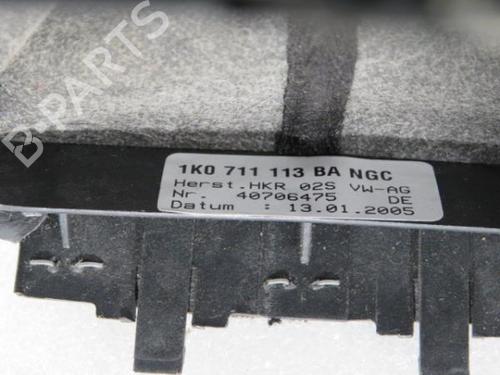 B-PARTS
1K0 711 113 BA NGC
Herst.HKR 02S VW-AG
Nr. 40706475 DE
Datum : 13.01.2005